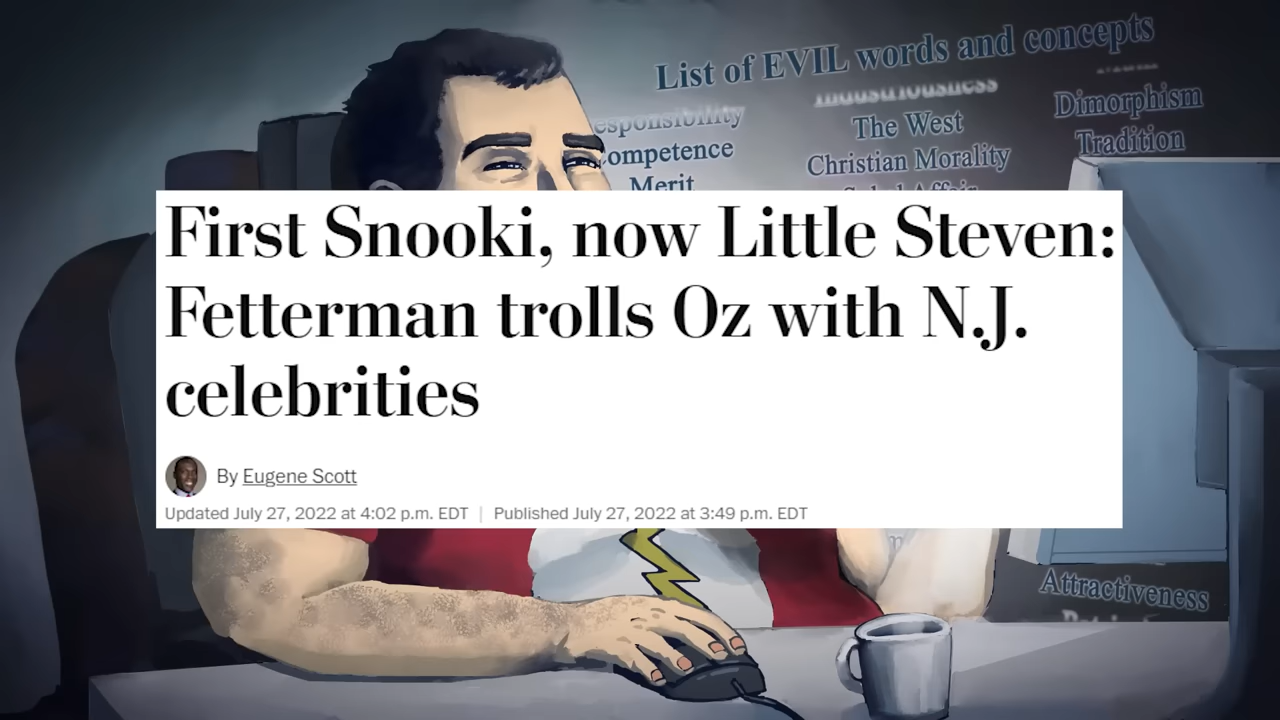 List of EVIL words and concepts
Industriousness
Dimorphism
esponsibility
The West
Tradition
ompetence
Christian Morality
Merit
First Snooki, now Little Steven:
Fetterman trolls Oz with N.J.
celebrities
By Eugene Scott
Updated July 27, 2022 at 4:02 p.m. EDT | Published July 27, 2022 at 3:49 p.m. EDT
Attractiveness